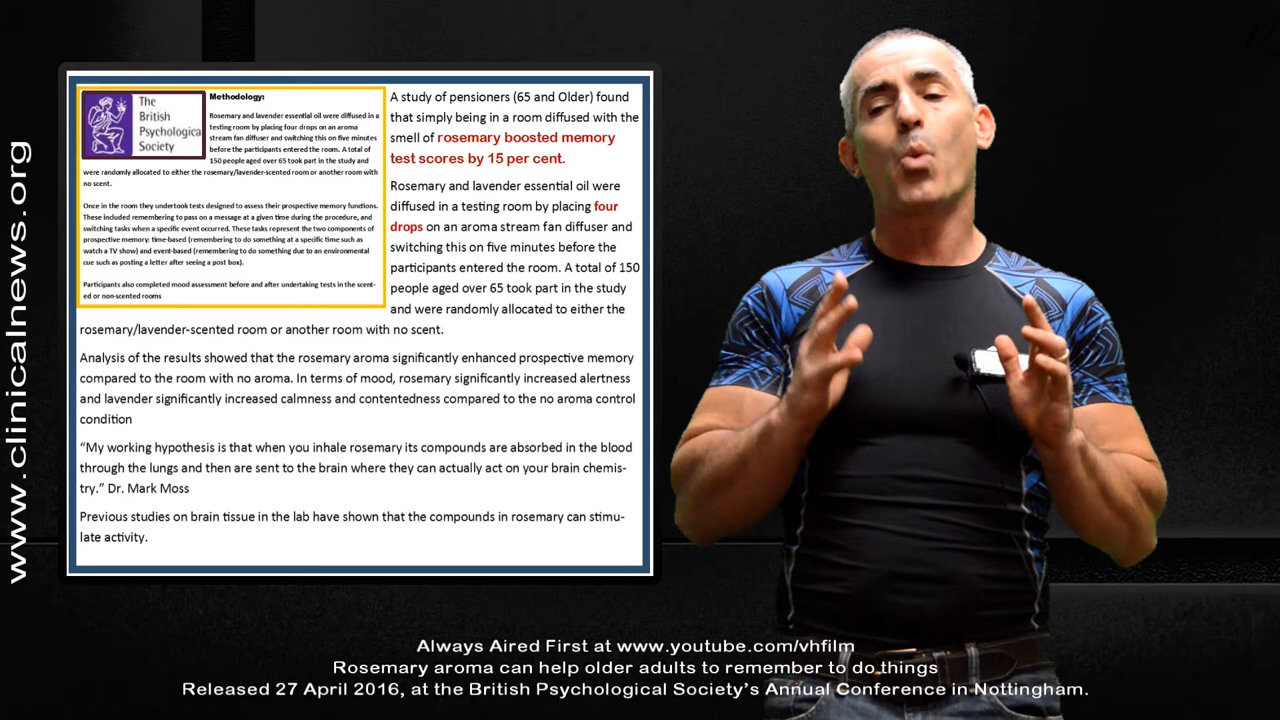 www.clinicalnews.org
The
British
Psychologica
Society
Methodology:
Rosemary and lavender essential oil were diffused in a
testing room by placing four drops on an aroma
stream fan diffuser and switching this on five minutes
before the participants entered the room. A total of
150 people aged over 65 took part in the study and
were randomly allocated to either the rosemary/lavender-scented room or another room with
no scent.
Once in the room they undertook tests designed to assess their prospective memory functions.
These included remembering to pass on a message at a given time during the procedure, and
switching tasks when a specific event occurred. These tasks represent the two components of
prospective memory: time-based (remembering to do something at a specific time such as
watch a TV show) and event-based (remembering to do something due to an environmental
cue such as posting a letter after seeing a post box).
Participants also completed mood assessment before and after undertaking tests in the scent-
ed or non-scented rooms
A study of pensioners (65 and Older) found
that simply being in a room diffused with the
smell of rosemary boosted memory
test scores by 15 per cent.
Rosemary and lavender essential oil were
diffused in a testing room by placing four
drops on an aroma stream fan diffuser and
switching this on five minutes before the
participants entered the room. A total of 150
people aged over 65 took part in the study
and were randomly allocated to either the
rosemary/lavender-scented room or another room with no scent.
Analysis of the results showed that the rosemary aroma significantly enhanced prospective memory
compared to the room with no aroma. In terms of mood, rosemary significantly increased alertness
and lavender significantly increased calmness and contentedness compared to the no aroma control
condition
“My working hypothesis is that when you inhale rosemary its compounds are absorbed in the blood
through the lungs and then are sent to the brain where they can actually act on your brain chemis-
try.” Dr. Mark Moss
Previous studies on brain tissue in the lab have shown that the compounds in rosemary can stimu-
late activity.
Always Aired First at www.youtube.com/vhfilm
Rosemary aroma can help older adults to remember to do things
Released 27 April 2016, at the British Psychological Society’s Annual Conference in Nottingham.